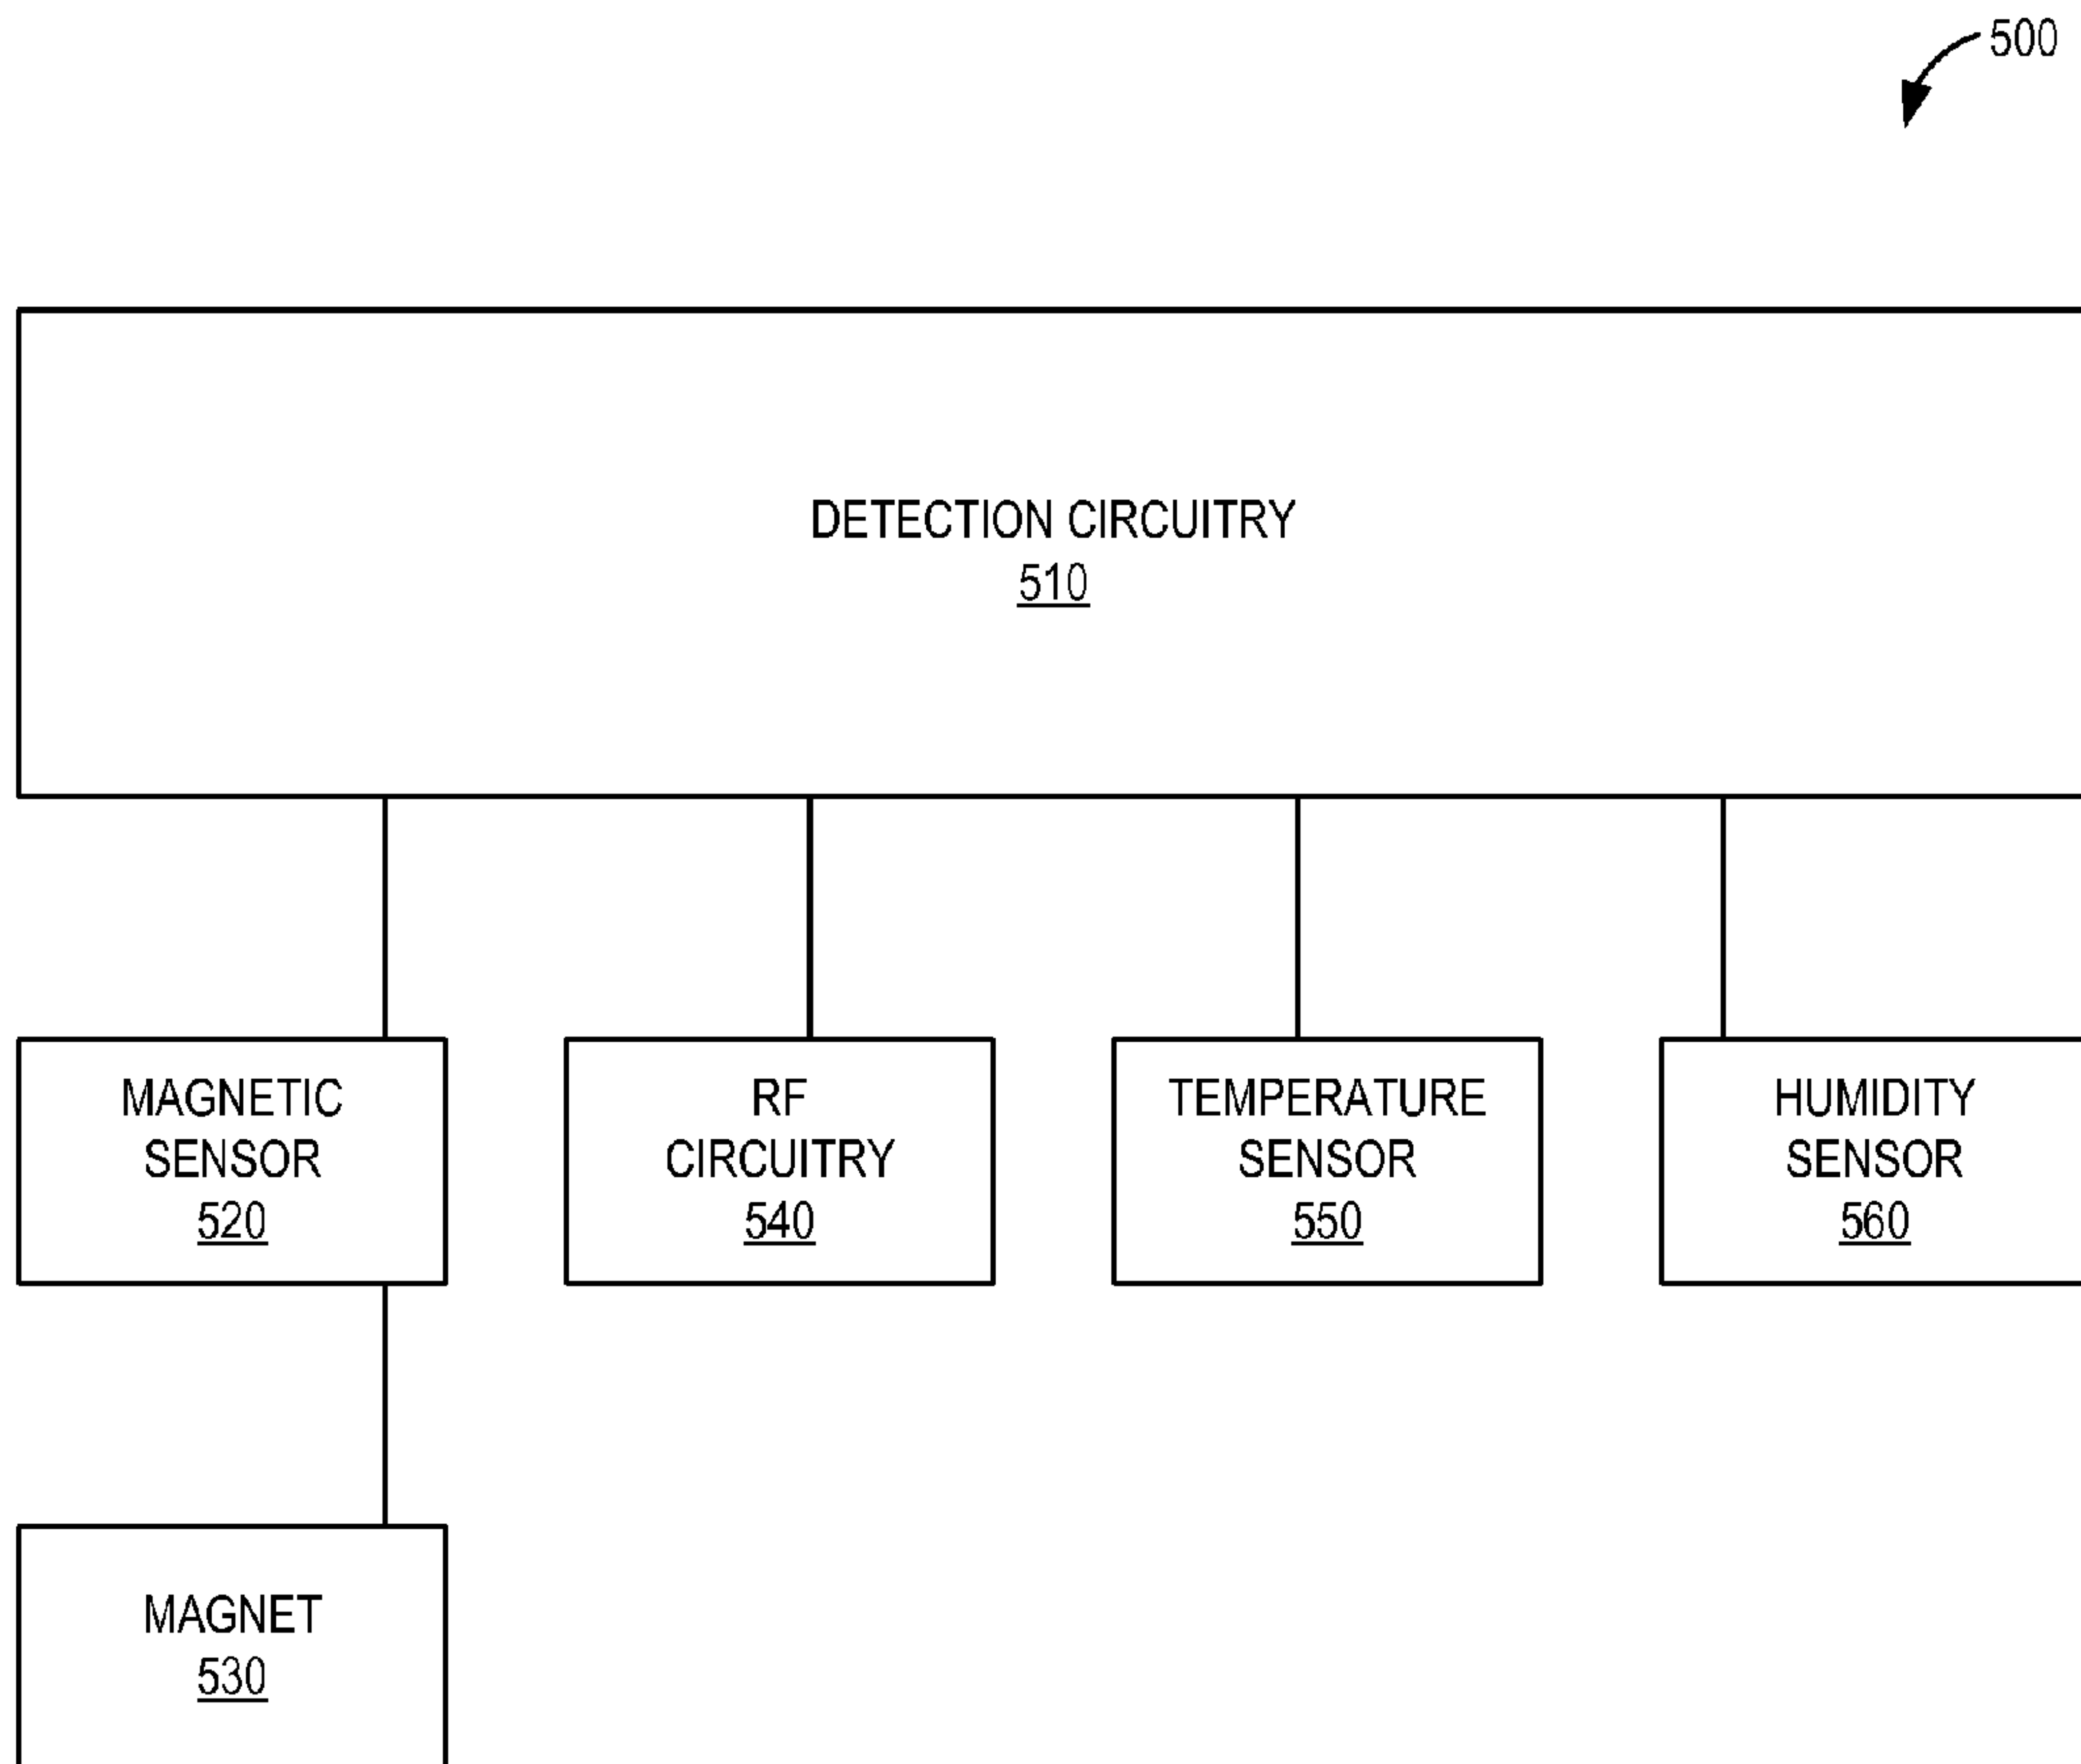 500
DETECTION CIRCUITRY
510
MAGNETIC
SENSOR
520
RF
CIRCUITRY
540
TEMPERATURE
SENSOR
550
HUMIDITY
SENSOR
560
MAGNET
530